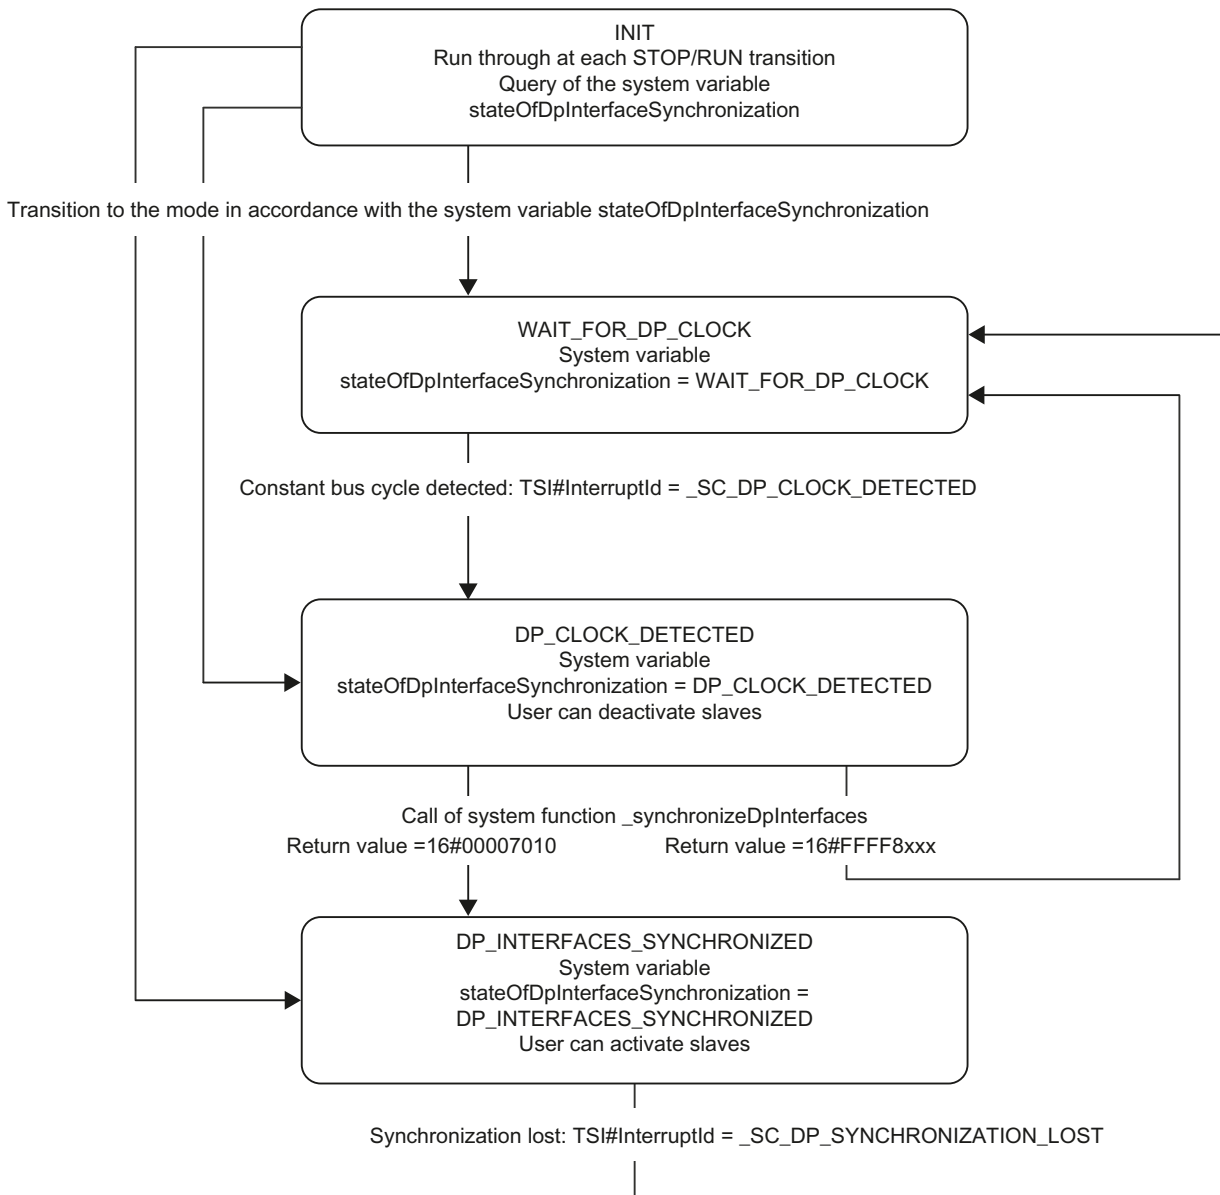 INIT
Run through at each STOP/RUN transition
Query of the system variable
stateOfDpInterfaceSynchronization
Transition to the mode in accordance with the system variable stateOfDpInterfaceSynchronization
WAIT_FOR_DP_CLOCK
System variable
stateOfDpInterfaceSynchronization = WAIT_FOR_DP_CLOCK
Constant bus cycle detected: TSI#InterruptId = _SC_DP_CLOCK_DETECTED
DP_CLOCK_DETECTED
System variable
stateOfDpInterfaceSynchronization = DP_CLOCK_DETECTED
User can deactivate slaves
Call of system function _synchronizeDpInterfaces
Return value =16#00007010
Return value =16#FFFF8xxx
DP_INTERFACES_SYNCHRONIZED
System variable
stateOfDpInterfaceSynchronization =
DP_INTERFACES_SYNCHRONIZED
User can activate slaves
Synchronization lost: TSI#InterruptId = _SC_DP_SYNCHRONIZATION_LOST